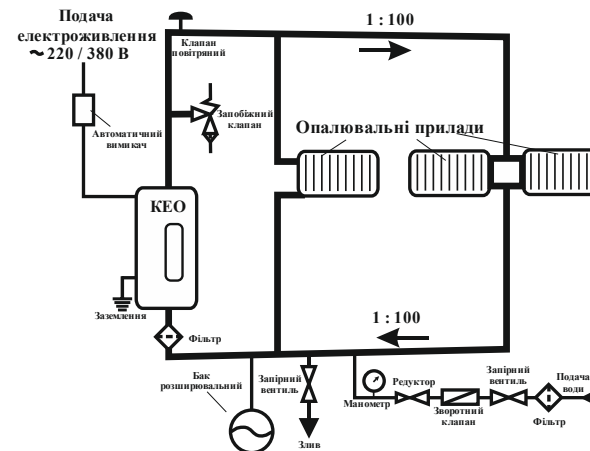 Подача
електроживлення
~ 220 / 380 В
Автоматичний
вимикач
Клапан
повітряний
Запобіжний
клапан
1 : 100
Опалювальні прилади
КЕО
Заземлення
Фільтр
1 : 100
Бак
розширювальний
Запірний
вентиль
Злив
Манометр
Редуктор
Зворотний
клапан
Запірний
вентиль
Фільтр
Подача
води